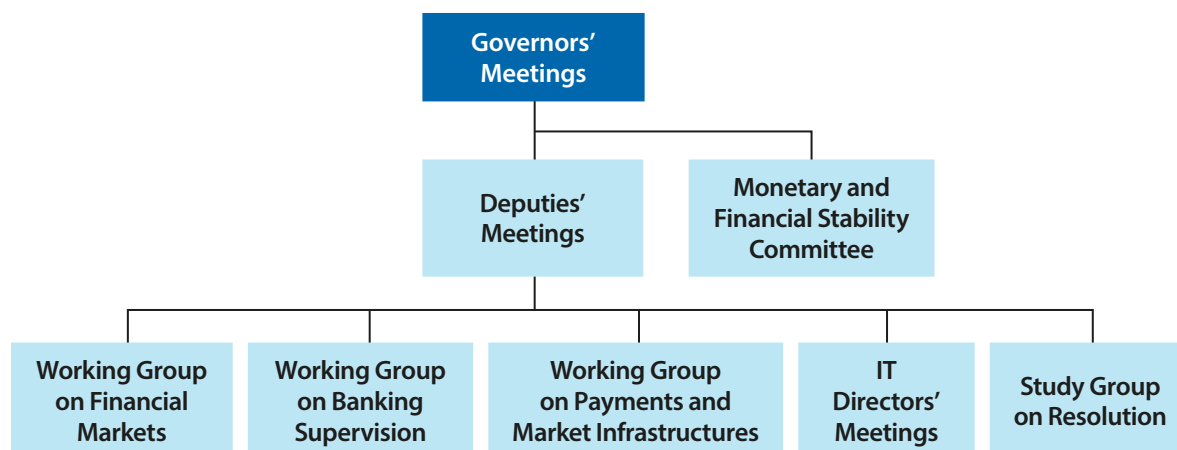 Governors’
Meetings
Deputies’
Meetings
Monetary and
Financial Stability
Committee
Working Group
on Financial
Markets
Working Group
on Banking
Supervision
Working Group
on Payments and
Market Infrastructures
IT
Directors’
Meetings
Study Group
on Resolution